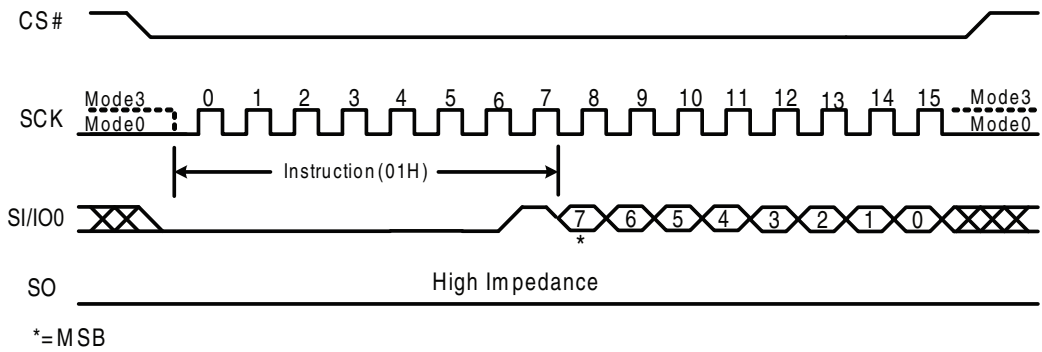 CS#
SCK
Mode3
Mode0
0 1 2 3 4 5 6 7 8 9 10 11 12 13 14 15
Mode3
Mode0
Instruction(01H)
SI/IO0
7 6 5 4 3 2 1 0
*
SO
High Impedance
*=MSB